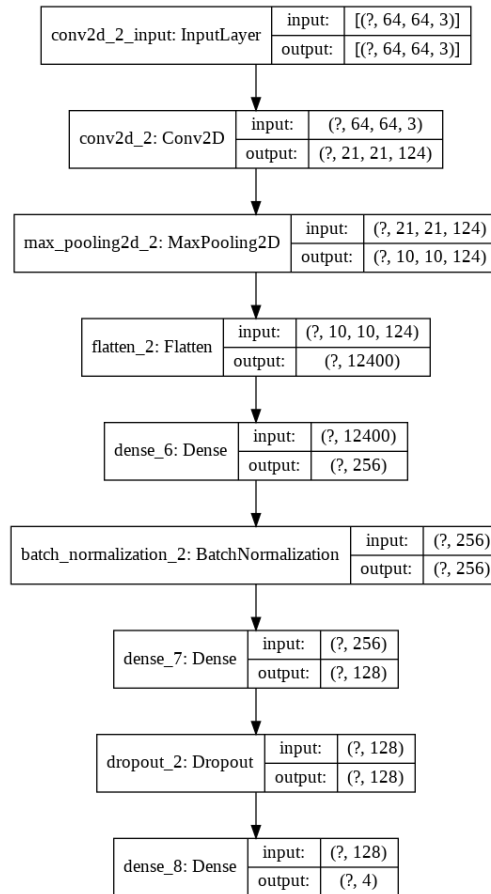 conv2d_2_input: InputLayer
input:
[(?, 64, 64, 3)]
output:
[(?, 64, 64, 3)]
conv2d_2: Conv2D
input:
(?, 64, 64, 3)
output:
(?, 21, 21, 124)
max_pooling2d_2: MaxPooling2D
input:
(?, 21, 21, 124)
output:
(?, 10, 10, 124)
flatten_2: Flatten
input:
(?, 10, 10, 124)
output:
(?, 12400)
dense_6: Dense
input:
(?, 12400)
output:
(?, 256)
batch_normalization_2: BatchNormalization
input:
(?, 256)
output:
(?, 256)
dense_7: Dense
input:
(?, 256)
output:
(?, 128)
dropout_2: Dropout
input:
(?, 128)
output:
(?, 128)
dense_8: Dense
input:
(?, 128)
output:
(?, 4)